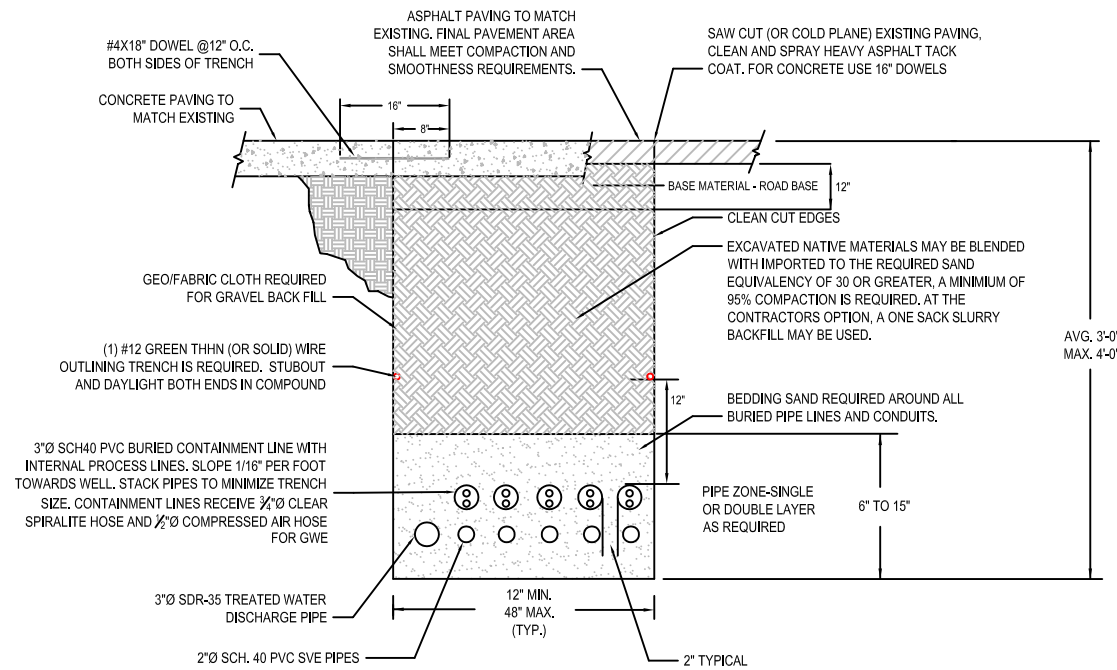 ASPHALT PAVING TO MATCH
EXISTING. FINAL PAVEMENT AREA
SHALL MEET COMPACTION AND
SMOOTHNESS REQUIREMENTS.
SAW CUT (OR COLD PLANE) EXISTING PAVING,
CLEAN AND SPRAY HEAVY ASPHALT TACK
COAT. FOR CONCRETE USE 16" DOWELS
#4X18" DOWEL @12" O.C.
BOTH SIDES OF TRENCH
CONCRETE PAVING TO
MATCH EXISTING
16"
8"
BASE MATERIAL - ROAD BASE
12"
CLEAN CUT EDGES
EXCAVATED NATIVE MATERIALS MAY BE BLENDED
WITH IMPORTED TO THE REQUIRED SAND
EQUIVALENCY OF 30 OR GREATER, A MINIMUM OF
95% COMPACTION IS REQUIRED. AT THE
CONTRACTORS OPTION, A ONE SACK SLURRY
BACKFILL MAY BE USED.
GEO/FABRIC CLOTH REQUIRED
FOR GRAVEL BACK FILL
AVG. 3'-0"
MAX. 4'-0"
(1) #12 GREEN THHN (OR SOLID) WIRE
OUTLINING TRENCH IS REQUIRED. STUBOUT
AND DAYLIGHT BOTH ENDS IN COMPOUND
12"
BEDDING SAND REQUIRED AROUND ALL
BURIED PIPE LINES AND CONDUITS.
3"Ø SCH40 PVC BURIED CONTAINMENT LINE WITH
INTERNAL PROCESS LINES. SLOPE 1/16" PER FOOT
TOWARDS WELL. STACK PIPES TO MINIMIZE TRENCH
SIZE. CONTAINMENT LINES RECEIVE ¾"Ø CLEAR
SPIRALITE HOSE AND ½"Ø COMPRESSED AIR HOSE
FOR GWE
PIPE ZONE-SINGLE
OR DOUBLE LAYER
AS REQUIRED
6" TO 15"
3"Ø SDR-35 TREATED WATER
DISCHARGE PIPE
12" MIN.
48" MAX.
(TYP.)
2"Ø SCH. 40 PVC SVE PIPES
2" TYPICAL